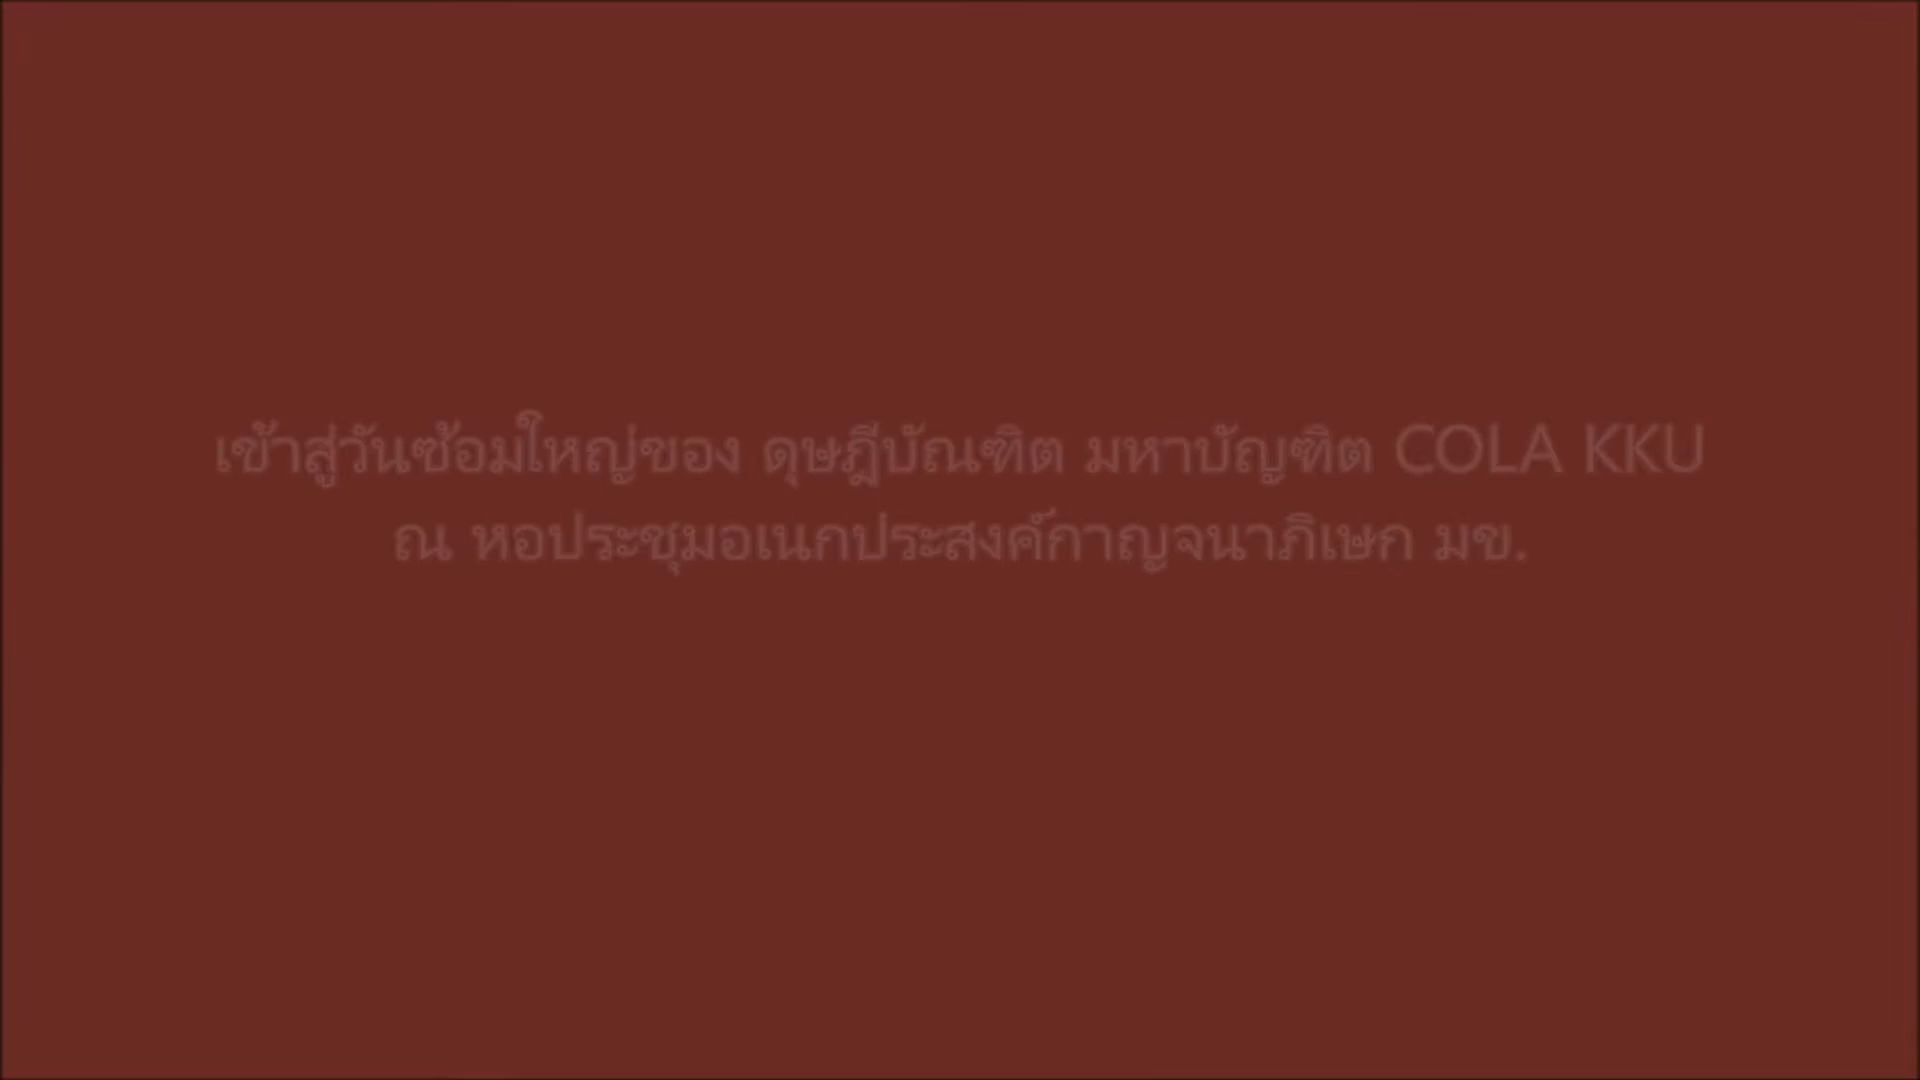 เข้าสู่วันซ้อมใหญ่ของ ดุษฎีบัณฑิต มหาบัญฑิต COLA KKU
ณ หอประชุมอเนกประสงค์กาญจนาภิเษก มข.